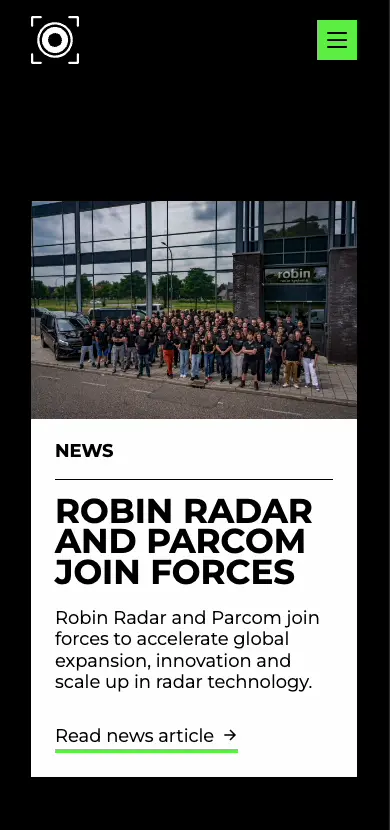 robin
radar systems
NEWS
ROBIN RADAR
AND PARCOM
JOIN FORCES
Robin Radar and Parcom join
forces to accelerate global
expansion, innovation and
scale up in radar technology.
Read news article →